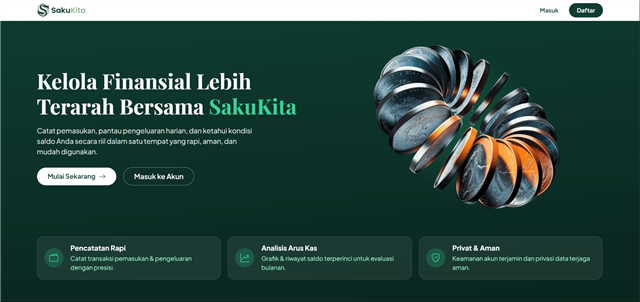 SakuKita
Masuk
Daftar
Kelola Finansial Lebih
Terarah Bersama SakuKita
Catat pemasukan, pantau pengeluaran harian, dan ketahui kondisi
saldo Anda secara riil dalam satu tempat yang rapi, aman, dan
mudah digunakan.
Mulai Sekarang →
Masuk ke Akun
Pencatatan Rapi
Catat transaksi pemasukan & pengeluaran
dengan presisi.
Analisis Arus Kas
Grafik & riwayat saldo terperinci untuk evaluasi
bulanan.
Privat & Aman
Keamanan akun terjamin dan privasi data terjaga
aman.